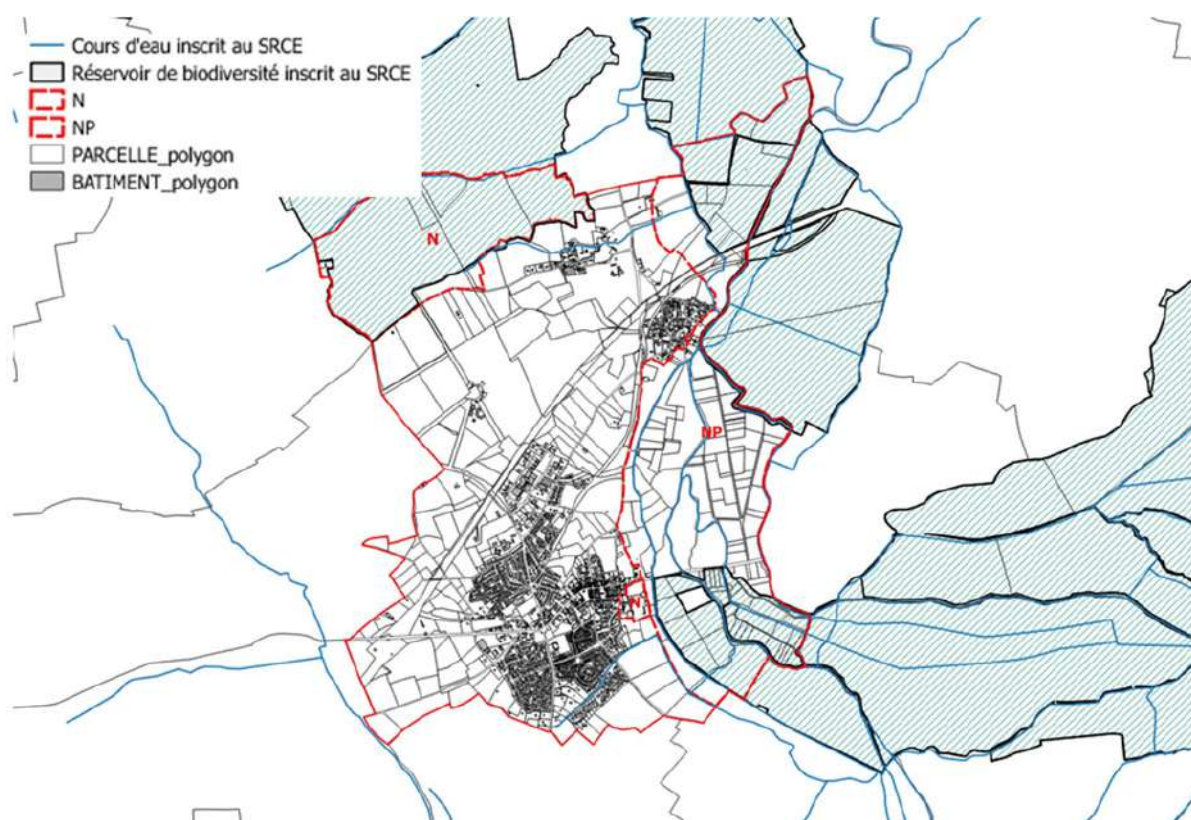 Cours d'eau inscrit au SRCE
Réservoir de biodiversité inscrit au SRCE
N
NP
PARCELLE_polygon
BATIMENT_polygon
N
NP
N